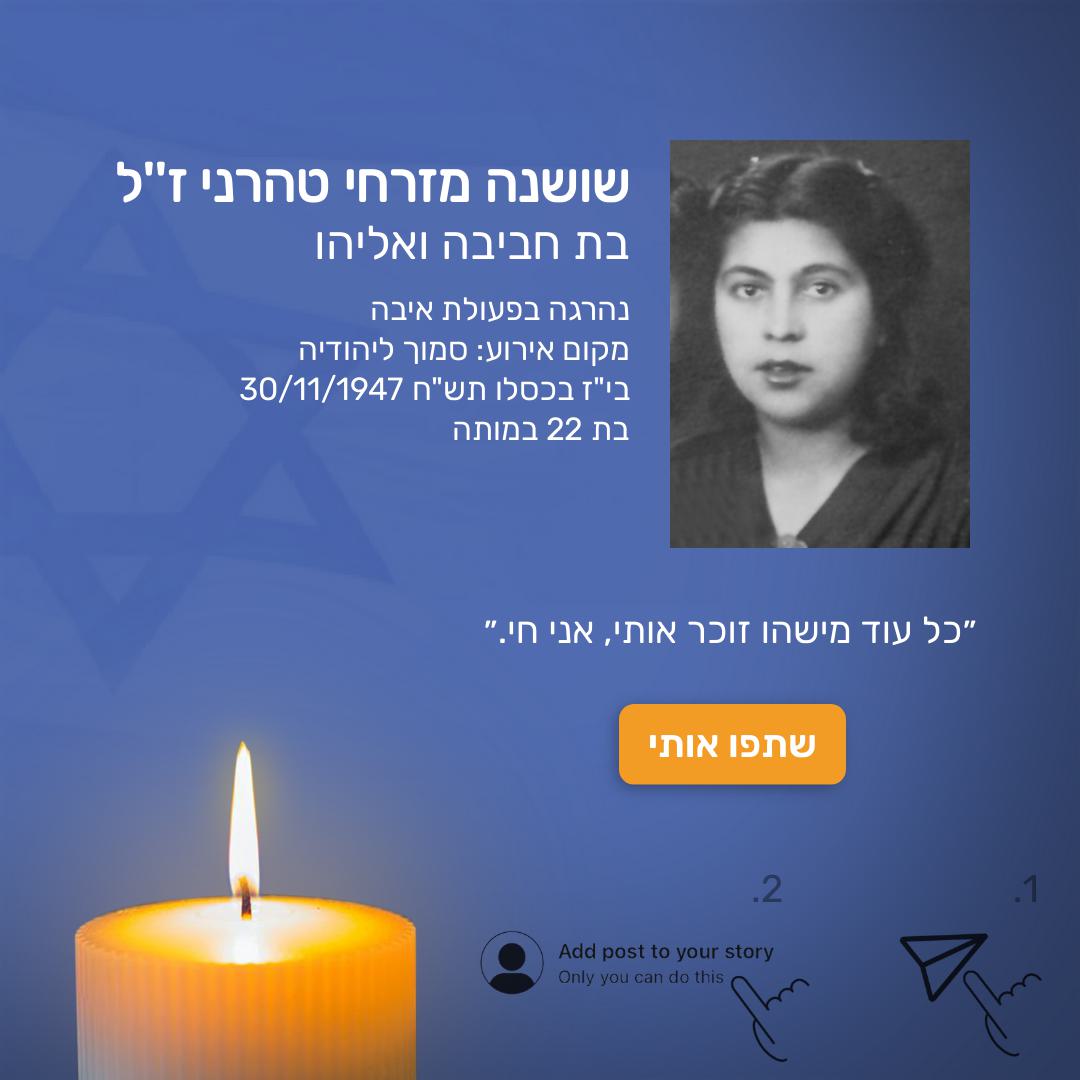 שושנה מזרחי טהרני ז"ל
בת חביבה ואליהו
נהרגה בפעולת איבה
מקום אירוע: סמוך ליהודיה
בי"ז בכסלו תש"ח 30/11/1947
בת 22 במותה
״כל עוד מישהו זוכר אותי, אני חי.״
שתפו אותי
1.
2.
Add post to your story
Only you can do this